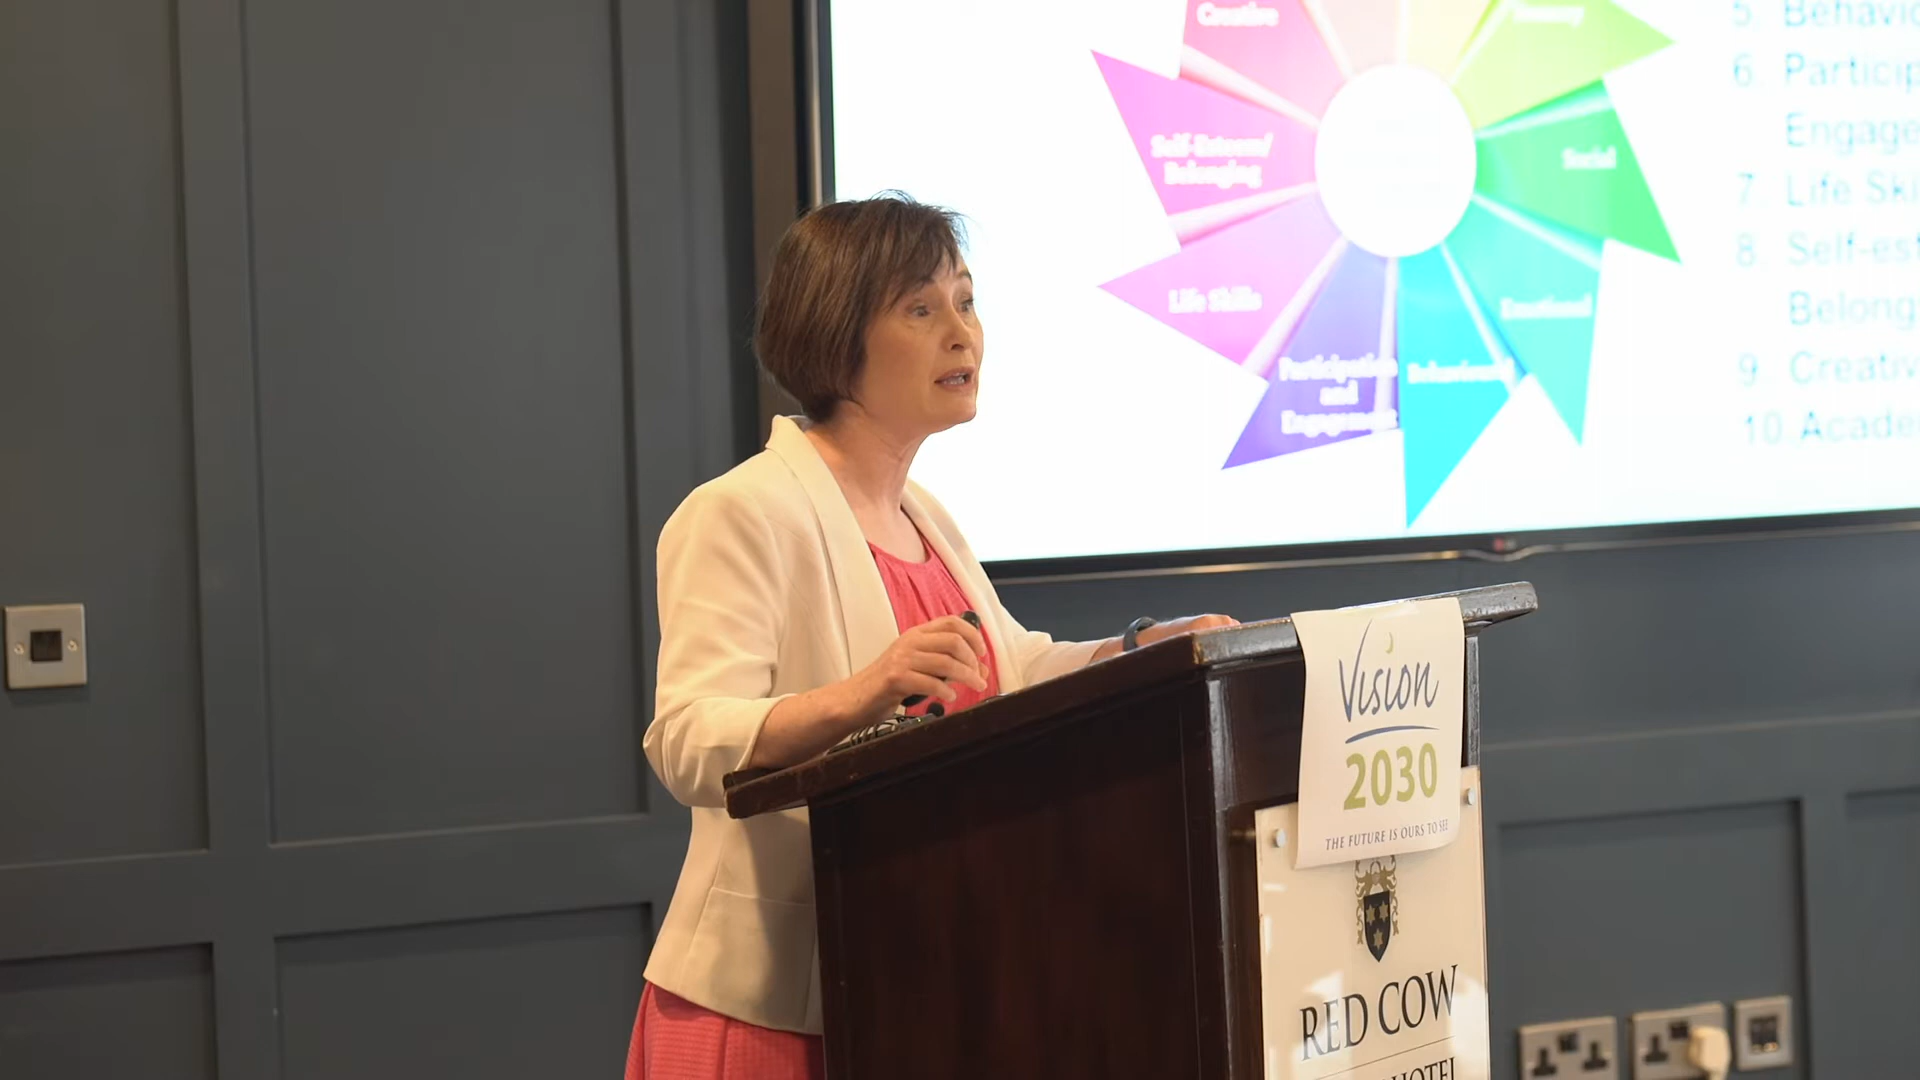 Creative
Self-Esteem/
Belonging
Life Skills
Participation
and
Engagement
Behavioural
Emotional
Social
5. Behavio
6. Particip
Engage
7. Life Ski
8. Self-est
Belong
9. Creativ
10. Acade
Vision
2030
THE FUTURE IS OURS TO SEE
RED COW
HOTEL